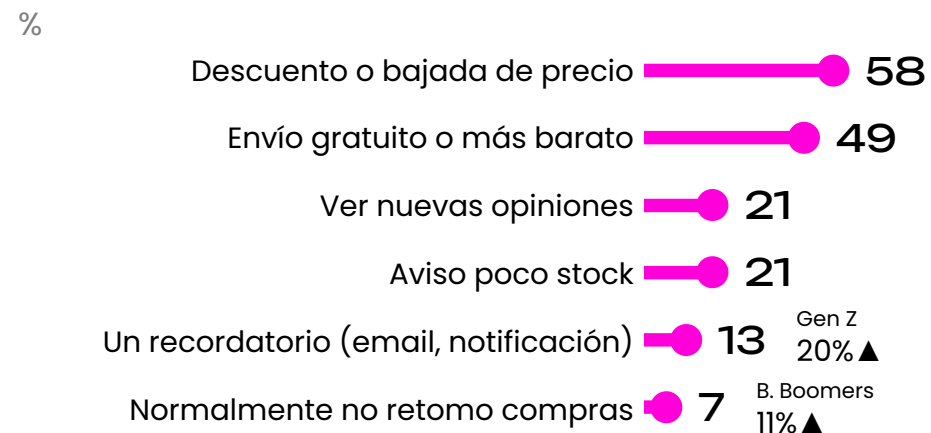 %
Descuento o bajada de precio 58
Envío gratuito o más barato 49
Ver nuevas opiniones 21
Aviso poco stock 21
Un recordatorio (email, notificación) 13
Gen Z
20%▲
Normalmente no retomo compras 7
B. Boomers
11%▲